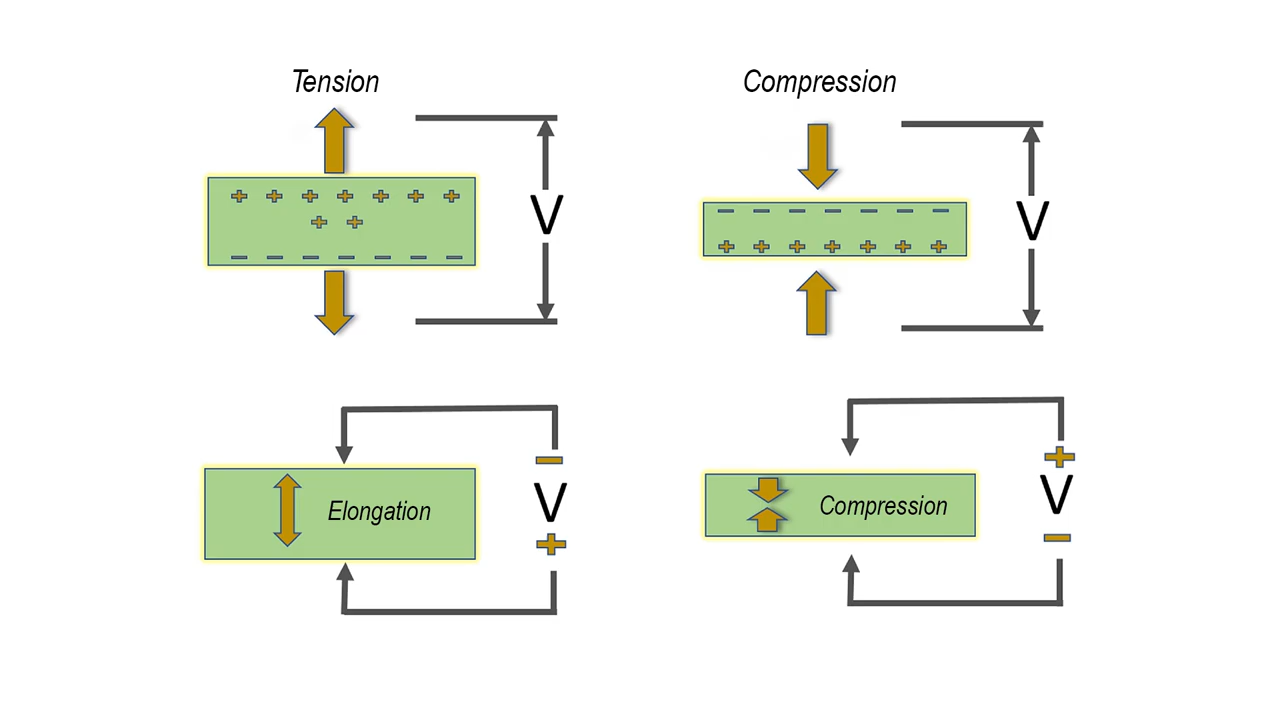 Tension
Compression
+ + + + + + +
+ +
− − − − − − −
V
− − − − − − −
+ + + + + + +
V
Elongation
−
V
+
Compression
+
V
−